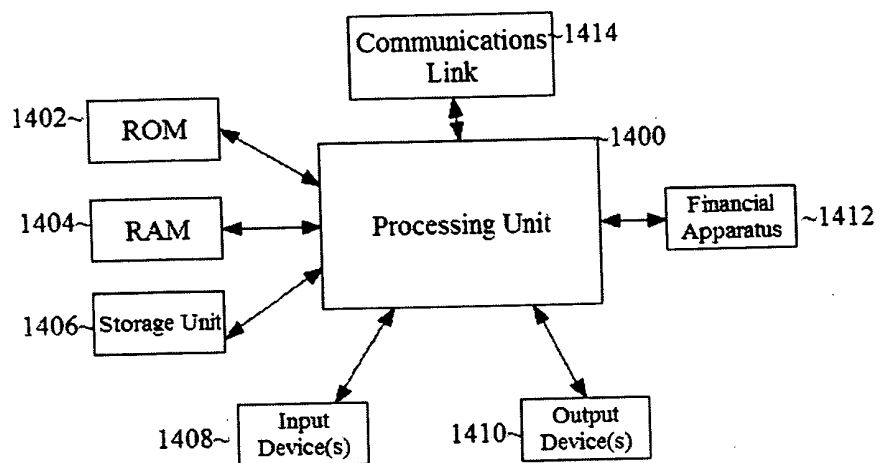 Communications
Link
~1414
1402~
ROM
~1400
1404~
RAM
Processing Unit
Financial
Apparatus
~1412
1406~
Storage Unit
1408~
Input
Device(s)
1410~
Output
Device(s)